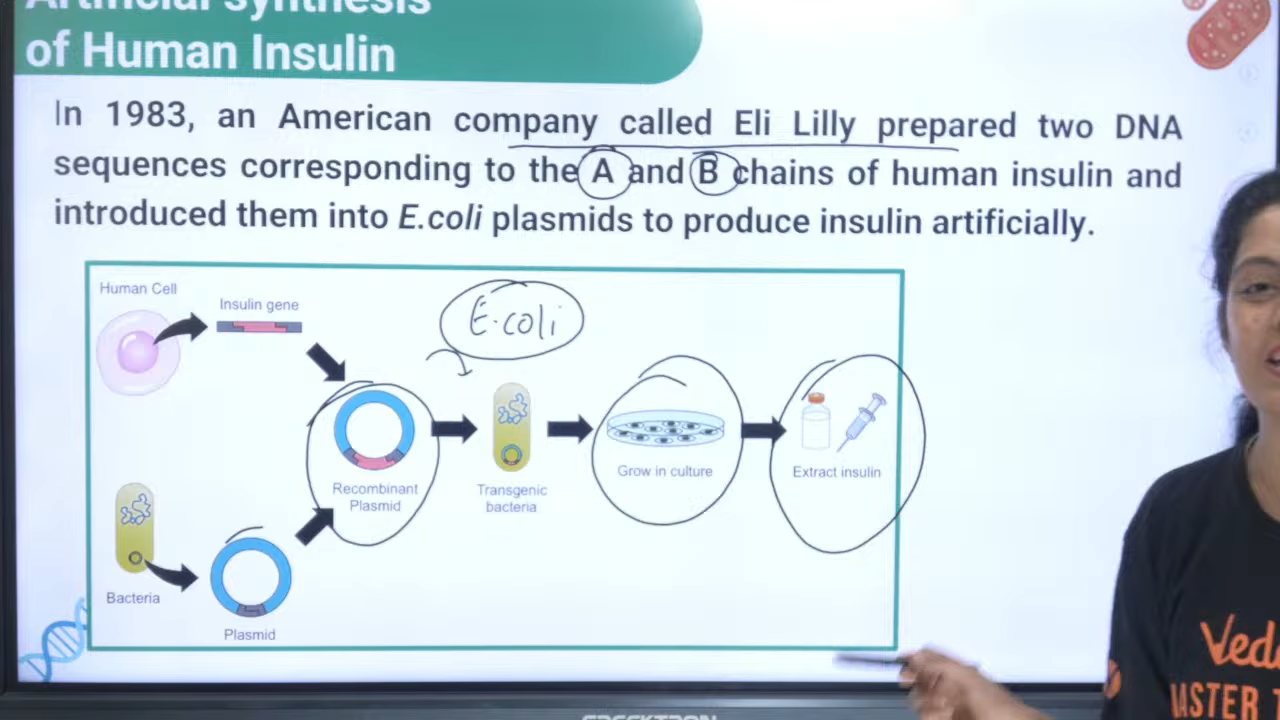 Artificial synthesis
of Human Insulin
In 1983, an American company called Eli Lilly prepared two DNA
sequences corresponding to the A and B chains of human insulin and
introduced them into E.coli plasmids to produce insulin artificially.
Human Cell
Insulin gene
E.coli
Recombinant
Plasmid
Transgenic
bacteria
Grow in culture
Extract insulin
Bacteria
Plasmid